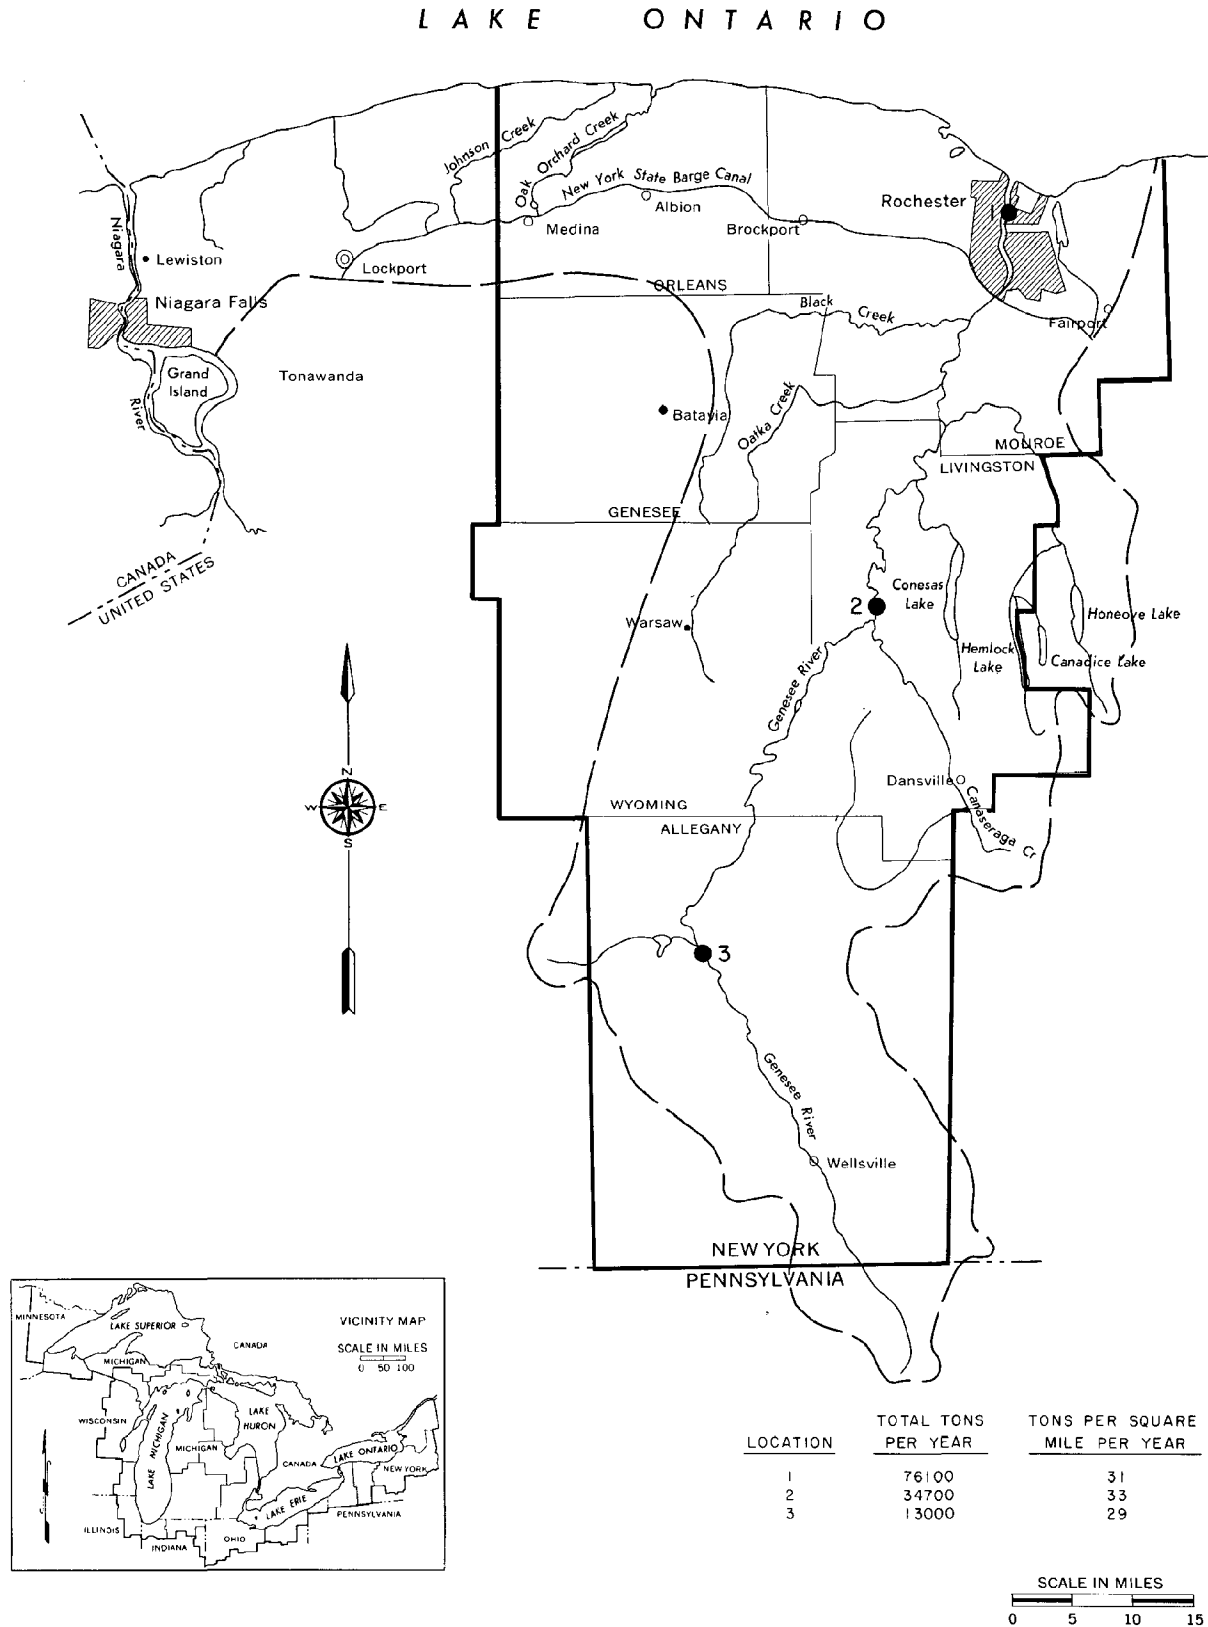 LAKE ONTARIO
Johnson Creek
Oak Orchard Creek
New York State Barge Canal
Albion
Medina
Brockport
Rochester
1
Niagara
Lewiston
Lockport
Niagara Falls
ORLEANS
Black
Creek
Fairport
Grand
Island
Tonawanda
River
Batavia
Oatka Creek
MONROE
LIVINGSTON
GENESEE
CANADA
UNITED STATES
2
Conesas
Lake
Honeoye Lake
Warsaw
Hemlock
Lake
Canadice Lake
Genesee River
N
W
E
S
Dansville
Canaseraga Cr
WYOMING
ALLEGANY
3
Genesee
River
Wellsville
NEW YORK
PENNSYLVANIA
VICINITY MAP
SCALE IN MILES
0 50 100
MINNESOTA
LAKE SUPERIOR
CANADA
MICHIGAN
WISCONSIN
LAKE MICHIGAN
LAKE
HURON
MICHIGAN
CANADA
LAKE ONTARIO
NEW YORK
LAKE ERIE
PENNSYLVANIA
ILLINOIS
INDIANA
OHIO
TOTAL TONS TONS PER SQUARE
LOCATION PER YEAR MILE PER YEAR
1 76100 31
2 34700 33
3 13000 29
SCALE IN MILES
0 5 10 15